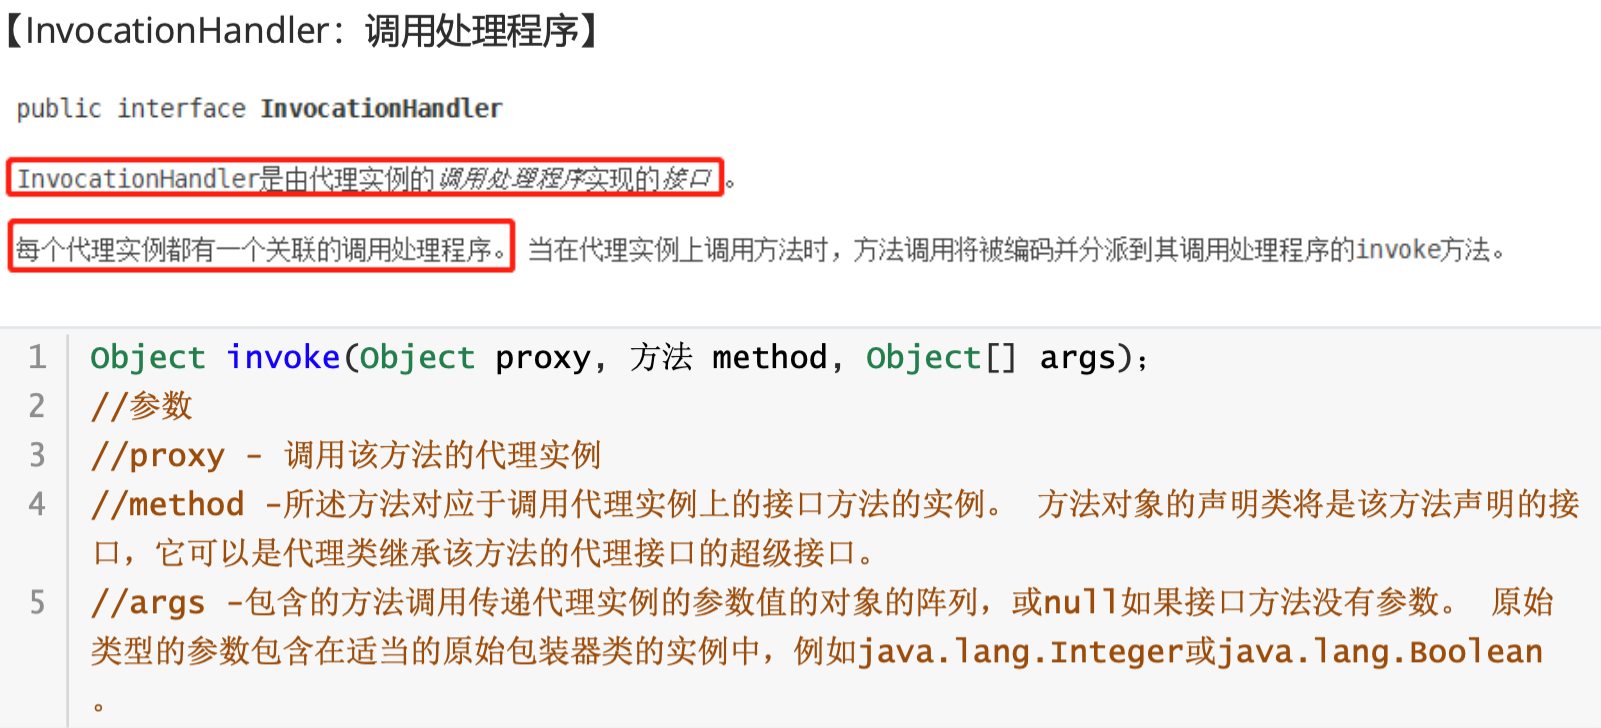 【InvocationHandler：调用处理程序】
public interface InvocationHandler
InvocationHandler是由代理实例的调用处理程序实现的接口 。
每个代理实例都有一个关联的调用处理程序。 当在代理实例上调用方法时，方法调用将被编码并分派到其调用处理程序的invoke方法。
1 Object invoke(Object proxy, 方法 method, Object[] args)；
2 //参数
3 //proxy - 调用该方法的代理实例
4 //method -所述方法对应于调用代理实例上的接口方法的实例。 方法对象的声明类将是该方法声明的接
口，它可以是代理类继承该方法的代理接口的超级接口。
5 //args -包含的方法调用传递代理实例的参数值的对象的阵列，或null如果接口方法没有参数。 原始
类型的参数包含在适当的原始包装器类的实例中，例如java.lang.Integer或java.lang.Boolean
。